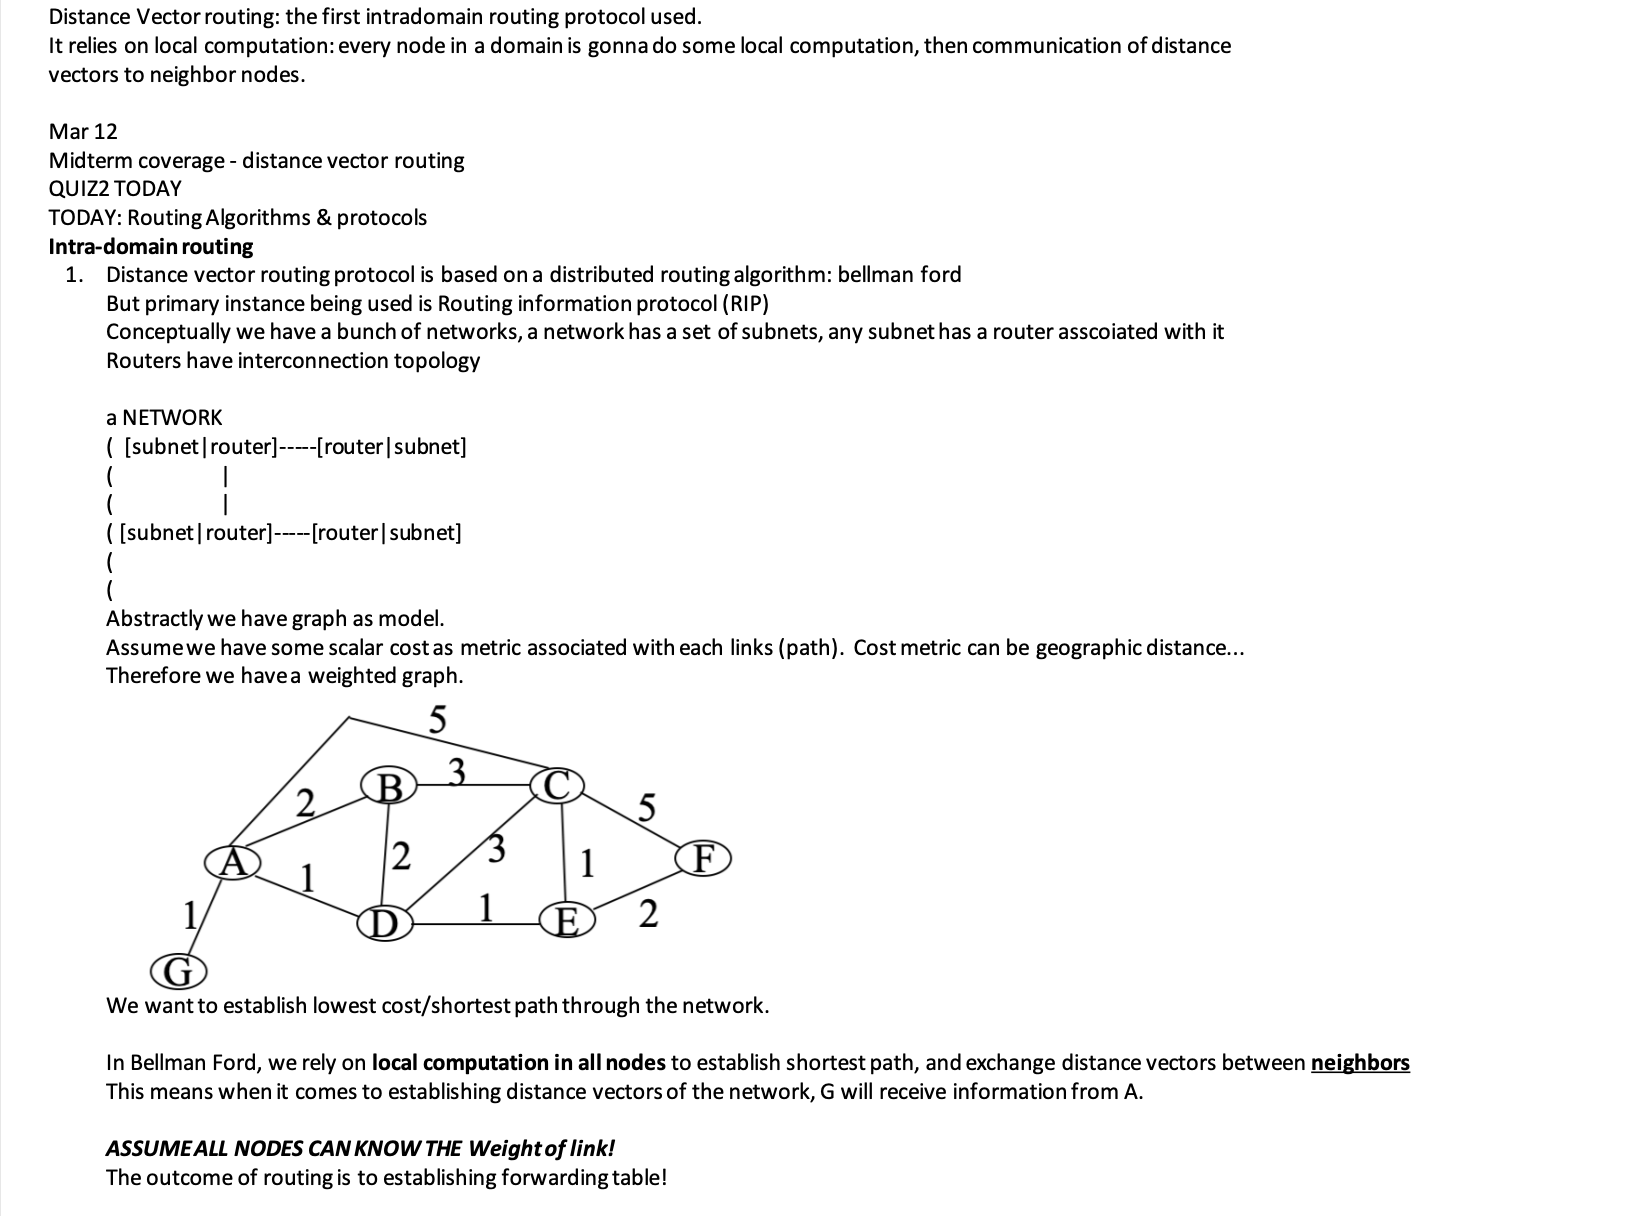 Distance Vector routing: the first intradomain routing protocol used.
It relies on local computation: every node in a domain is gonna do some local computation, then communication of distance
vectors to neighbor nodes.
Mar 12
Midterm coverage - distance vector routing
QUIZ2 TODAY
TODAY: Routing Algorithms & protocols
Intra-domain routing
1. Distance vector routing protocol is based on a distributed routing algorithm: bellman ford
But primary instance being used is Routing information protocol (RIP)
Conceptually we have a bunch of networks, a network has a set of subnets, any subnet has a router asscoiated with it
Routers have interconnection topology
a NETWORK
( [subnet|router]-----[router|subnet]
( |
( |
( [subnet|router]-----[router|subnet]
(
(
Abstractly we have graph as model.
Assume we have some scalar cost as metric associated with each links (path). Cost metric can be geographic distance...
Therefore we have a weighted graph.
5
B 3 C
2 5
A 2 3 1 F
1
1 D 1 E 2
G
We want to establish lowest cost/shortest path through the network.
In Bellman Ford, we rely on local computation in all nodes to establish shortest path, and exchange distance vectors between neighbors
This means when it comes to establishing distance vectors of the network, G will receive information from A.
ASSUME ALL NODES CAN KNOW THE Weight of link!
The outcome of routing is to establishing forwarding table!